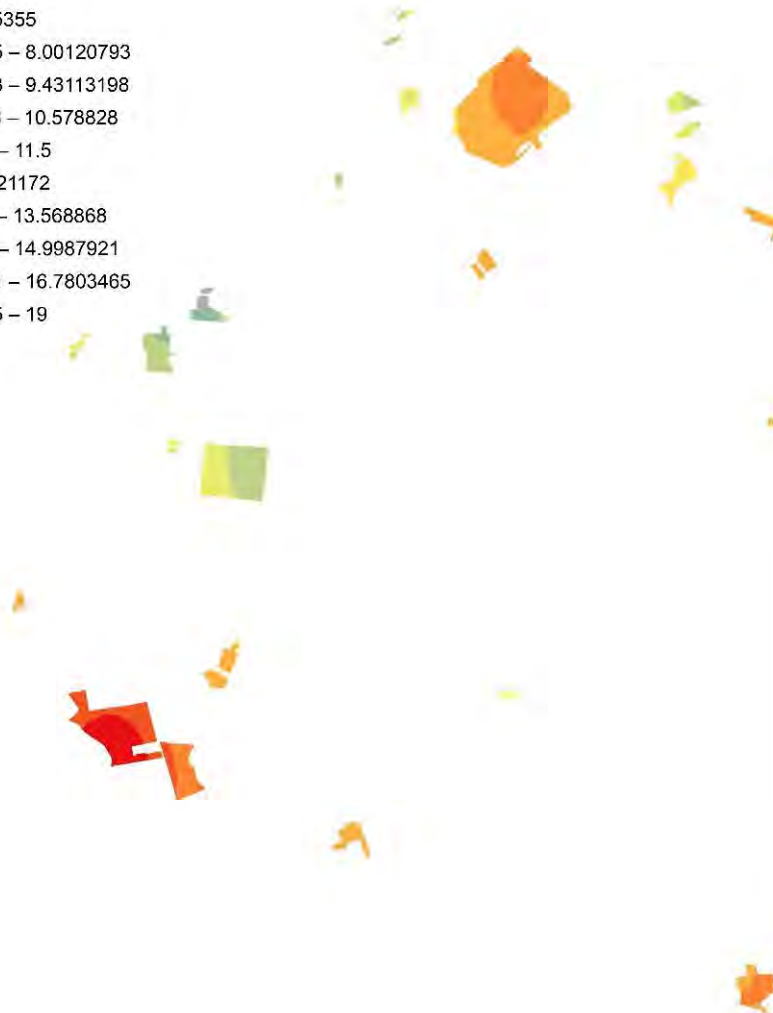 5355
5 – 8.00120793
3 – 9.43113198
– 10.578828
– 11.5
21172
– 13.568868
– 14.9987921
– 16.7803465
5 – 19